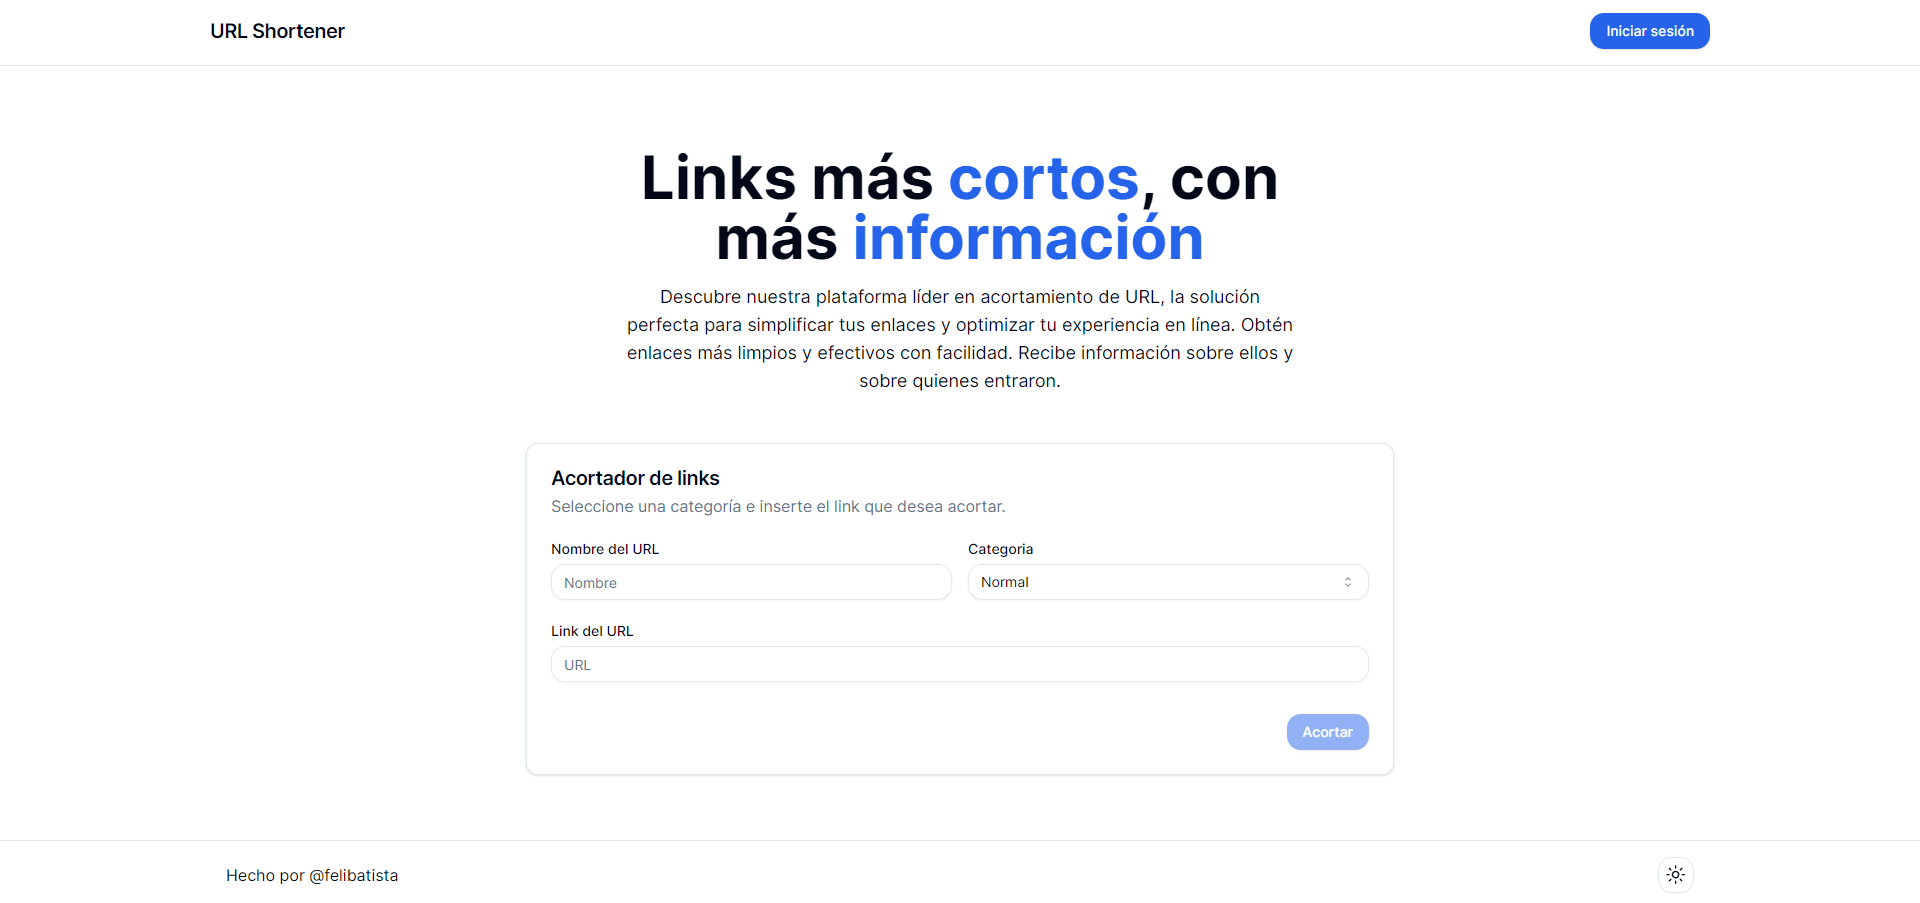 URL Shortener
Iniciar sesión
Links más cortos, con
más información
Descubre nuestra plataforma líder en acortamiento de URL, la solución
perfecta para simplificar tus enlaces y optimizar tu experiencia en línea. Obtén
enlaces más limpios y efectivos con facilidad. Recibe información sobre ellos y
sobre quienes entraron.
Acortador de links
Seleccione una categoría e inserte el link que desea acortar.
Nombre del URL
Nombre
Categoria
Normal
Link del URL
URL
Acortar
Hecho por @felibatista